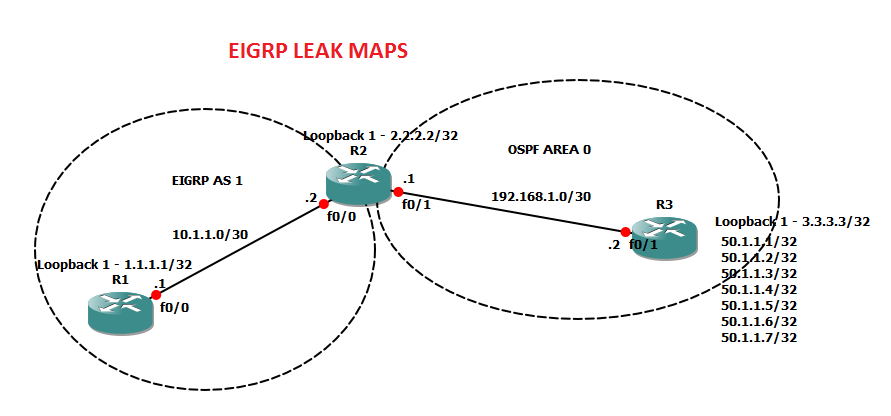 EIGRP LEAK MAPS
Loopback 1 - 2.2.2.2/32
R2
OSPF AREA 0
EIGRP AS 1
.1
.2
f0/1
f0/0
192.168.1.0/30
R3
Loopback 1 - 3.3.3.3/32
10.1.1.0/30
.2 f0/1
50.1.1.1/32
50.1.1.2/32
50.1.1.3/32
50.1.1.4/32
50.1.1.5/32
50.1.1.6/32
50.1.1.7/32
Loopback 1 - 1.1.1.1/32
R1
.1
f0/0